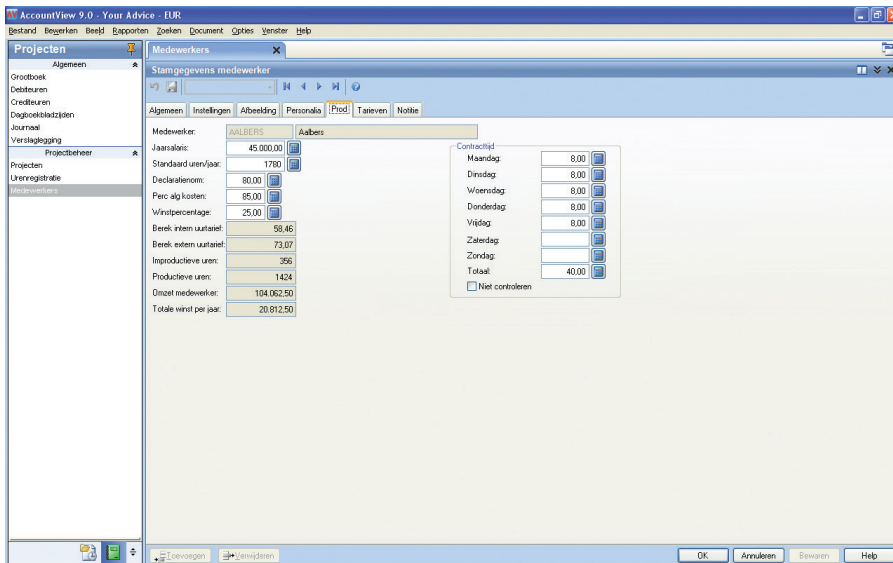 AccountView 9.0 - Your Advice - EUR
Bestand Bewerken Beeld Rapporten Zoeken Document Opties Venster Help
Projecten
Algemeen
Grootboek
Debiteuren
Crediteuren
Dagboekbladzijden
Journaal
Verslaglegging
Projectbeheer
Projecten
Urenregistratie
Medewerkers
Medewerkers
Stamgegevens medewerker
Algemeen Instellingen Afbeelding Personalia Prod Tarieven Notitie
Medewerker: AALBERS Aalbers
Jaarsalaris: 45.000,00
Standaard uren/jaar: 1780
Declaratienorm: 80,00
Perc alg kosten: 85,00
Winstpercentage: 25,00
Berek intern uurtarief: 58,46
Berek extern uurtarief: 73,07
Improductieve uren: 356
Productieve uren: 1424
Omzet medewerker: 104.062,50
Totale winst per jaar: 20.812,50
Contracttijd
Maandag: 8,00
Dinsdag: 8,00
Woensdag: 8,00
Donderdag: 8,00
Vrijdag: 8,00
Zaterdag:
Zondag:
Totaal: 40,00
Niet controleren
Toevoegen Verwijderen OK Annuleren Bewaren Help